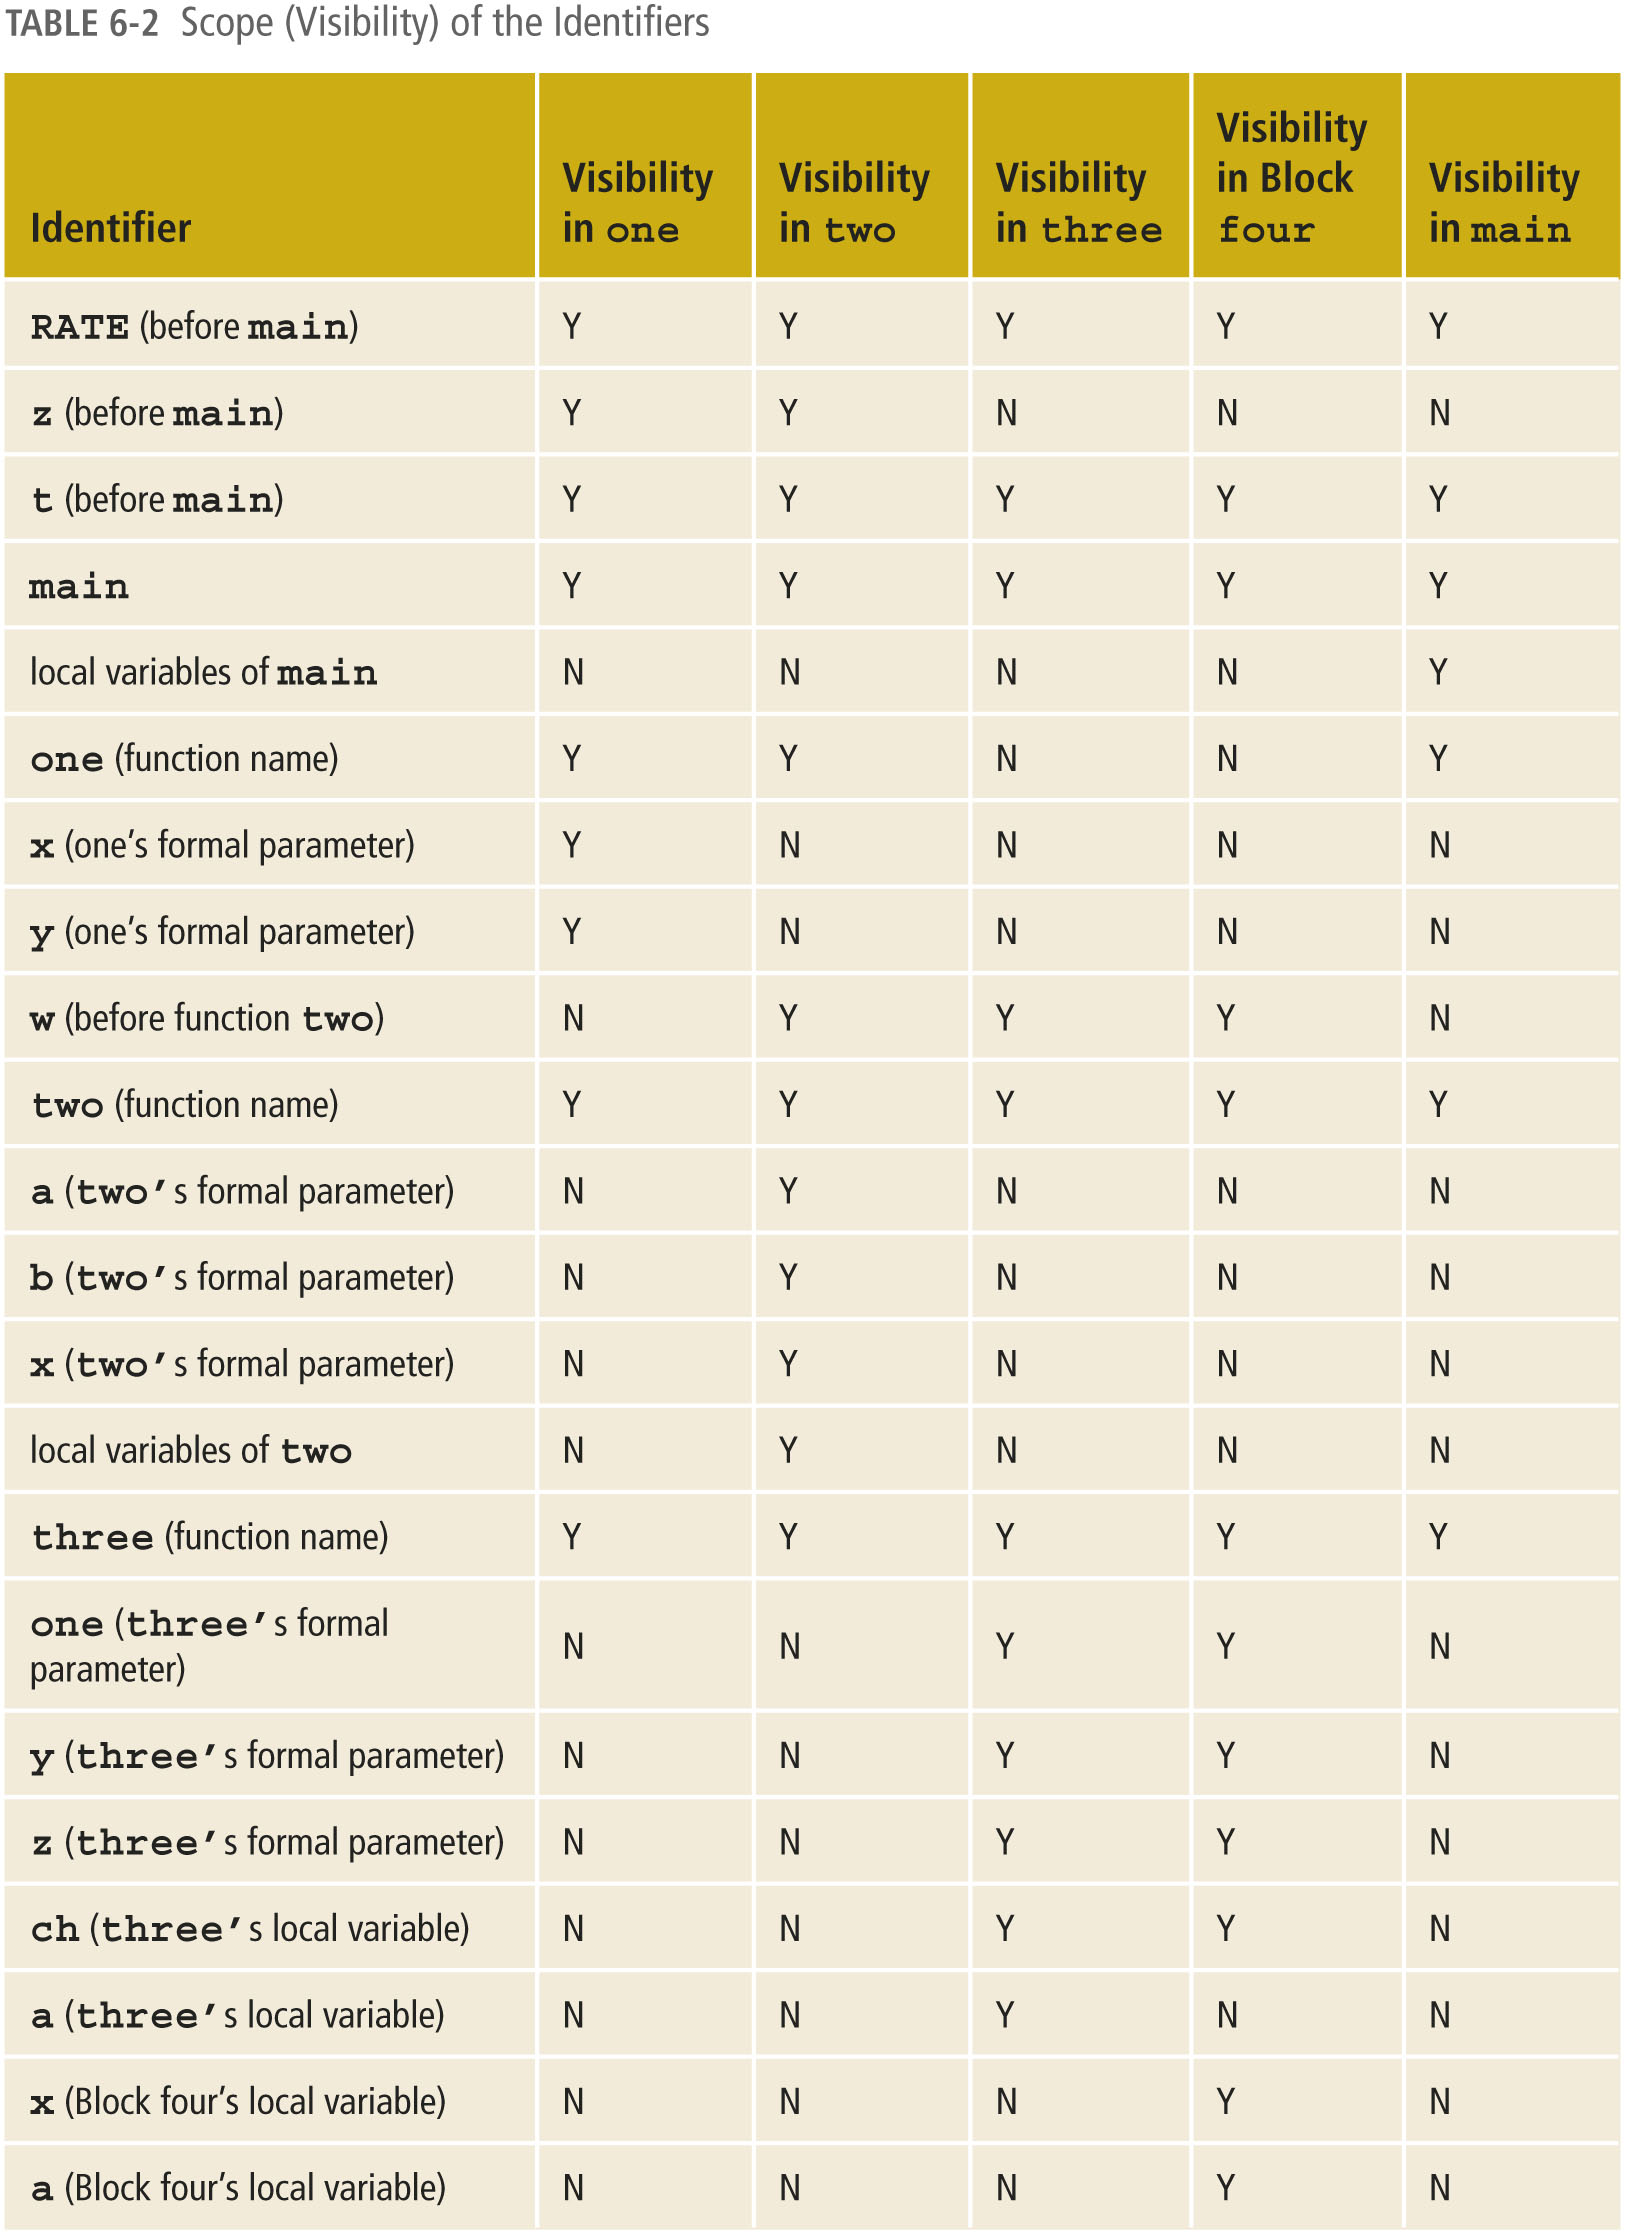 TABLE 6-2 Scope (Visibility) of the Identifiers
Identifier
Visibility
in one
Visibility
in two
Visibility
in three
Visibility
in Block
four
Visibility
in main
RATE (before main) Y Y Y Y Y
z (before main) Y Y N N N
t (before main) Y Y Y Y Y
main Y Y Y Y Y
local variables of main N N N N Y
one (function name) Y Y N N Y
x (one’s formal parameter) Y N N N N
y (one’s formal parameter) Y N N N N
w (before function two) N Y Y Y N
two (function name) Y Y Y Y Y
a (two’s formal parameter) N Y N N N
b (two’s formal parameter) N Y N N N
x (two’s formal parameter) N Y N N N
local variables of two N Y N N N
three (function name) Y Y Y Y Y
one (three’s formal
parameter) N N Y Y N
y (three’s formal parameter) N N Y Y N
z (three’s formal parameter) N N Y Y N
ch (three’s local variable) N N Y Y N
a (three’s local variable) N N Y N N
x (Block four’s local variable) N N N Y N
a (Block four’s local variable) N N N Y N